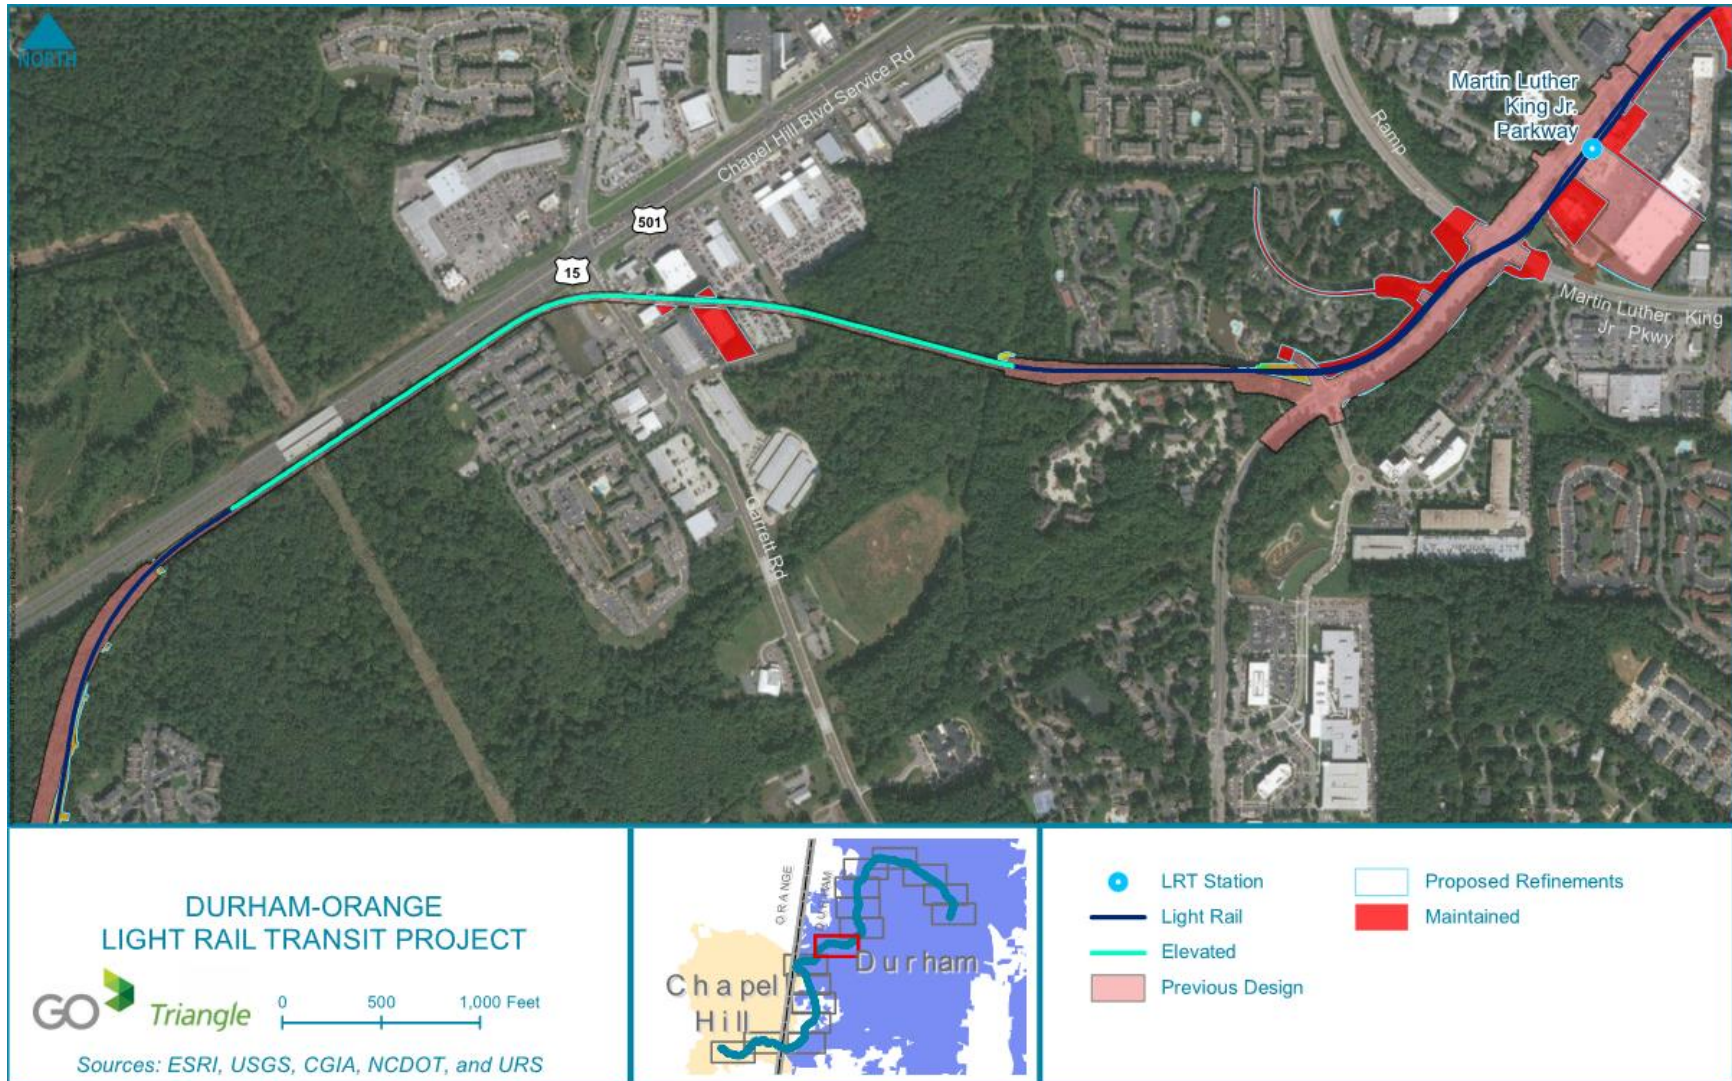 NORTH
Chapel Hill Blvd Service Rd
501
15
Ramp
Martin Luther
King Jr.
Parkway
Martin Luther King
Jr Pkwy
Garrett Rd
DURHAM-ORANGE
LIGHT RAIL TRANSIT PROJECT
GO Triangle
0 500 1,000 Feet
Sources: ESRI, USGS, CGIA, NCDOT, and URS
ORANGE
DURHAM
Durham
Chapel
Hill
LRT Station
Light Rail
Elevated
Previous Design
Proposed Refinements
Maintained